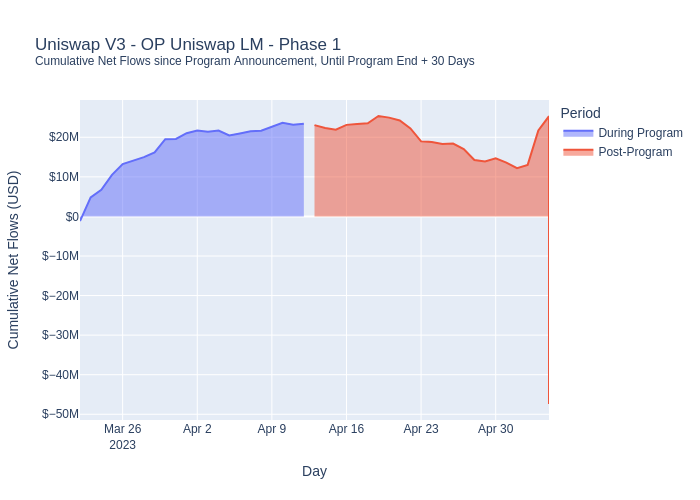 Uniswap V3 - OP Uniswap LM - Phase 1
Cumulative Net Flows since Program Announcement, Until Program End + 30 Days
Period
During Program
Post-Program
$20M
$10M
$0
$−10M
$−20M
$−30M
$−40M
$−50M
Cumulative Net Flows (USD)
Mar 26
2023
Apr 2
Apr 9
Apr 16
Apr 23
Apr 30
Day